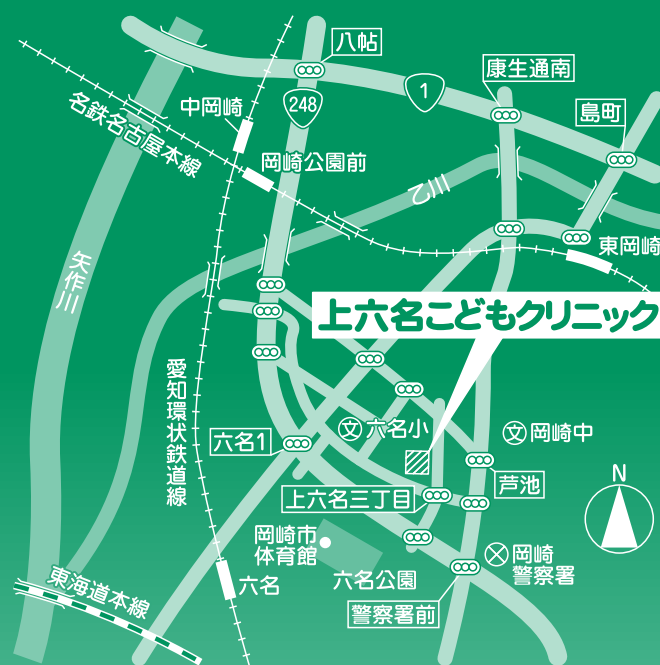 八帖
248
1
康生通南
島町
中岡崎
名鉄名古屋本線
岡崎公園前
乙川
東岡崎
矢作川
上六名こどもクリニック
愛知環状鉄道線
文
六名小
文
岡崎中
六名1
芦池
上六名三丁目
N
岡崎市
体育館
六名公園
岡崎
警察署
六名
警察署前
東海道本線